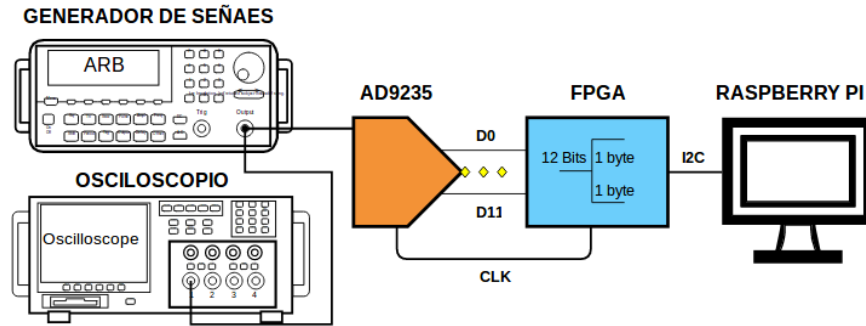 GENERADOR DE SEÑAES
ARB
Trig
Output
OSCILOSCOPIO
Oscilloscope
1 2 3 4
AD9235
D0
D11
CLK
FPGA
12 Bits
1 byte
1 byte
I2C
RASPBERRY PI